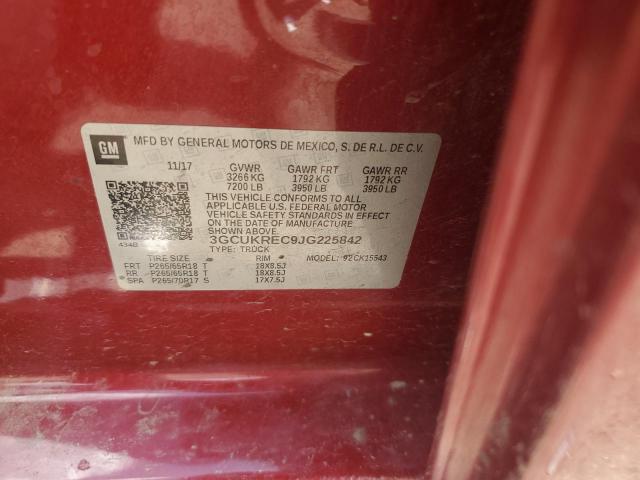 GM
MFD BY GENERAL MOTORS DE MEXICO, S. DE R.L. DE C.V.
11/17 GVWR GAWR FRT GAWR RR
3266 KG 1792 KG 1792 KG
7200 LB 3950 LB 3950 LB
THIS VEHICLE CONFORMS TO ALL
APPLICABLE U.S. FEDERAL MOTOR
VEHICLE SAFETY STANDARDS IN EFFECT
ON THE DATE OF MANUFACTURE
SHOWN ABOVE.
434B 3GCUKREC9JG225842
TYPE: TRUCK
TIRE SIZE RIM MODEL: 92CK15543
FRT P265/65R18 T 18X8.5J
RR P265/65R18 T 18X8.5J
SPA P265/70R17 S 17X7.5J